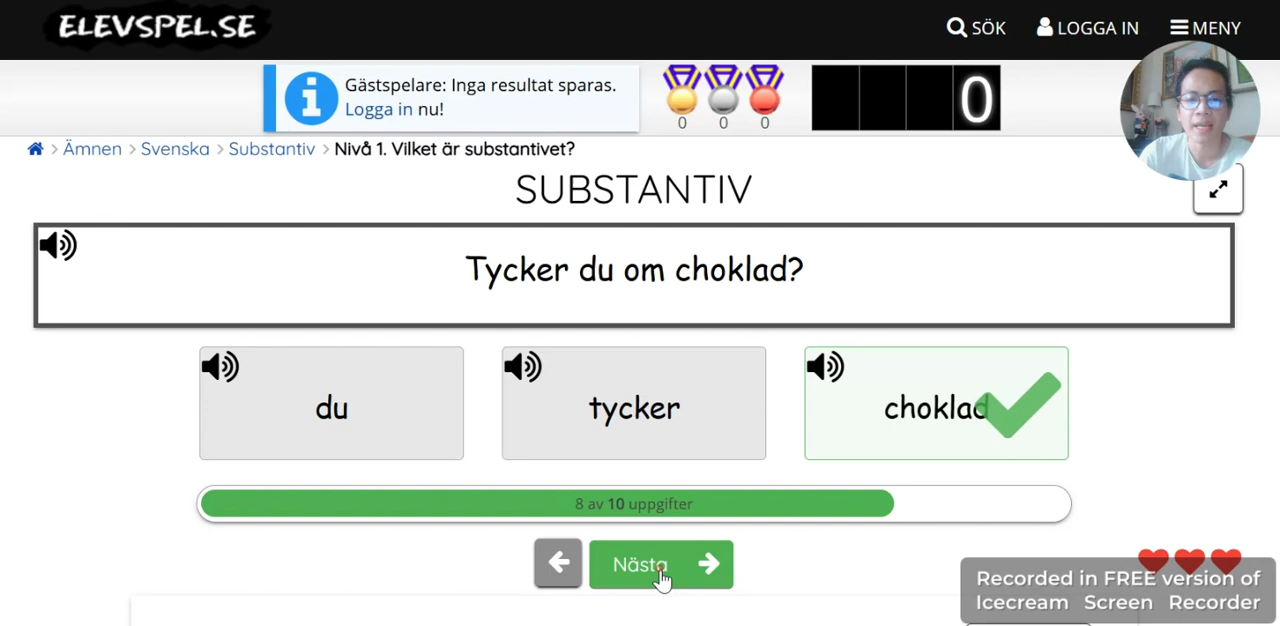 ELEVSPEL.SE
SÖK
LOGGA IN
MENY
Gästspelare: Inga resultat sparas.
Logga in nu!
0
0
0
0
Ämnen > Svenska > Substantiv > Nivå 1. Vilket är substantivet?
SUBSTANTIV
Tycker du om choklad?
du
tycker
choklad
8 av 10 uppgifter
Nästa
Recorded in FREE version of
Icecream Screen Recorder